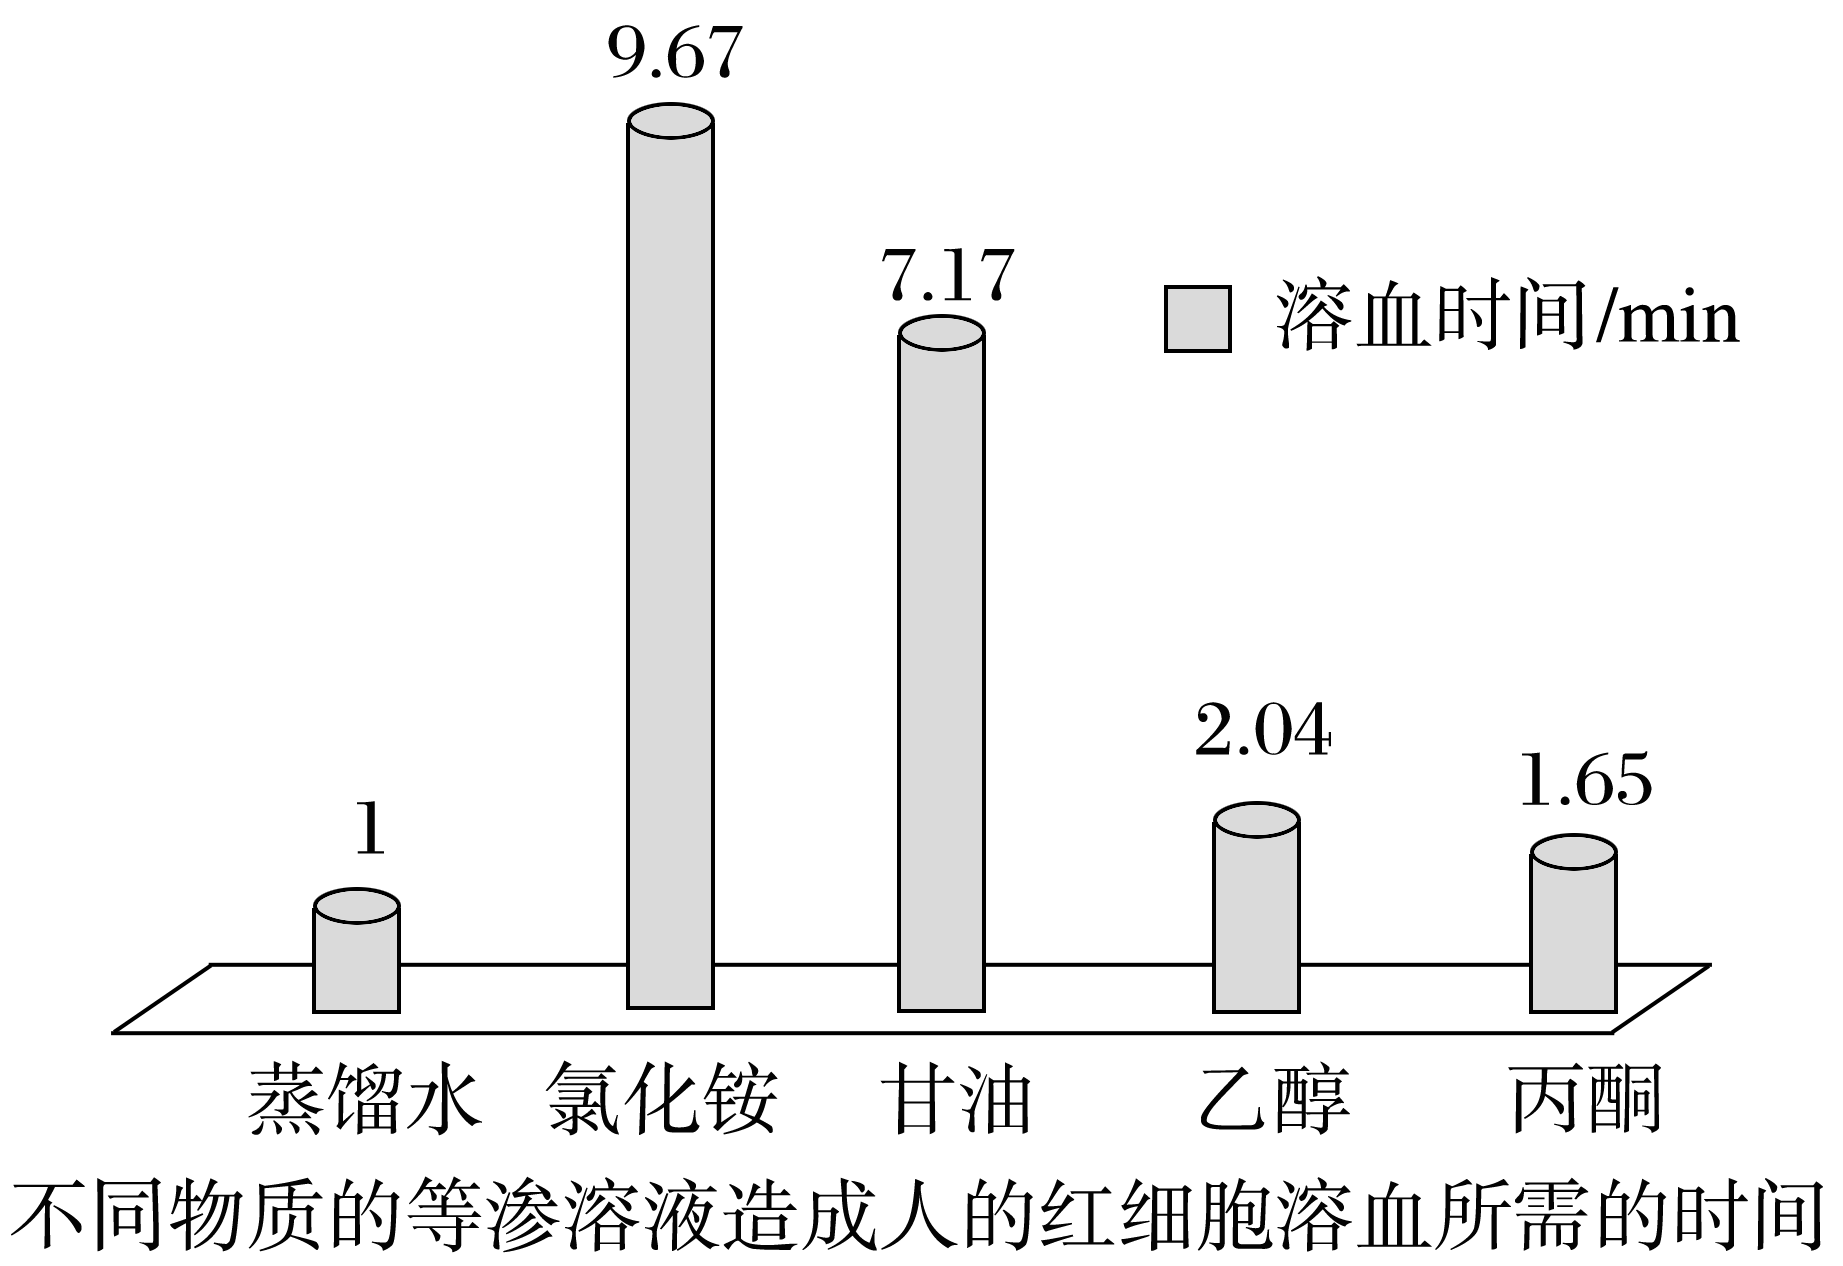 9.67
7.17
溶血时间/min
2.04
1.65
1
蒸馏水 氯化铵 甘油 乙醇 丙酮
不同物质的等渗溶液造成人的红细胞溶血所需的时间